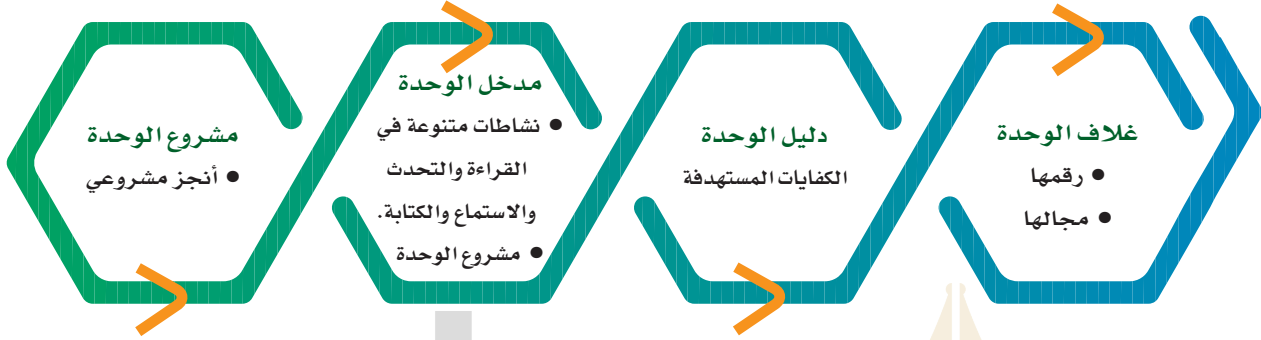 غلاف الوحدة
● رقمها
● مجالها
دليل الوحدة
الكفايات المستهدفة
مدخل الوحدة
● نشاطات متنوعة في
القراءة والتحدث
والاستماع والكتابة.
● مشروع الوحدة
مشروع الوحدة
● أنجز مشروعي